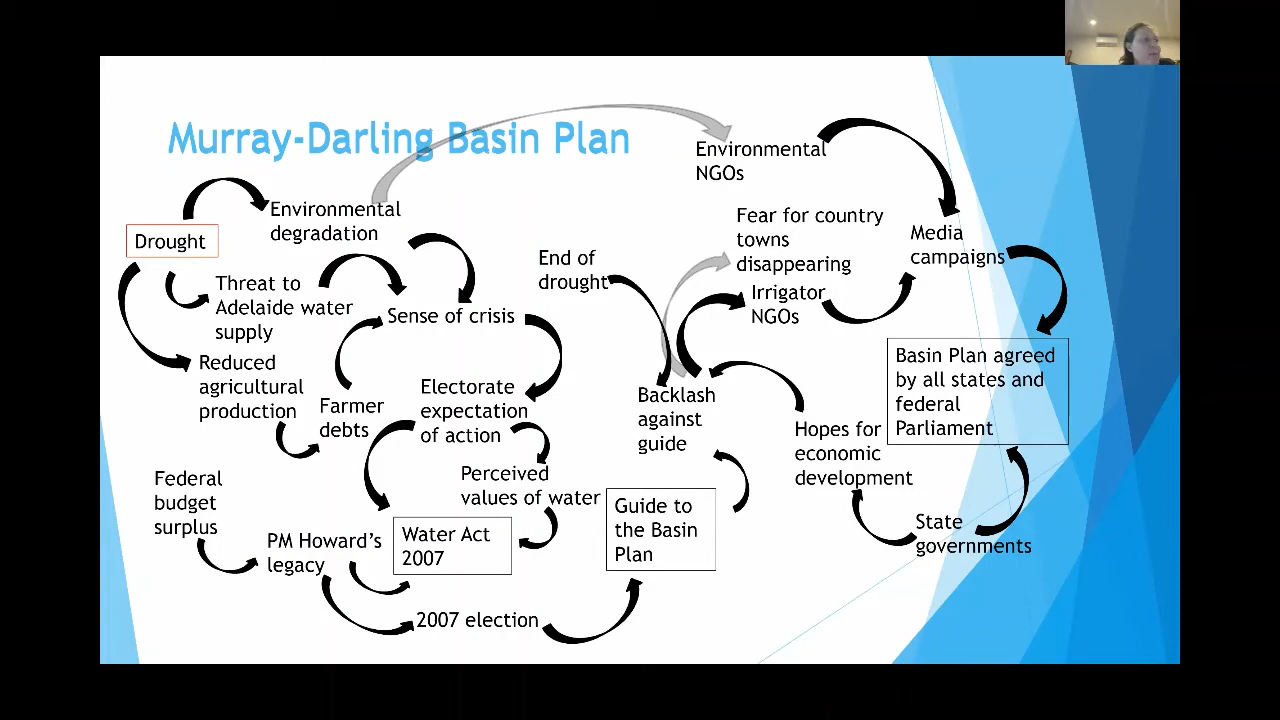 Murray-Darling Basin Plan
Drought
Environmental
degradation
Threat to
Adelaide water
supply
Reduced
agricultural
production
Farmer
debts
Sense of crisis
Electorate
expectation
of action
Perceived
values of water
Federal
budget
surplus
PM Howard's
legacy
Water Act
2007
2007 election
End of
drought
Guide to
the Basin
Plan
Backlash
against
guide
Environmental
NGOs
Fear for country
towns
disappearing
Irrigator
NGOs
Media
campaigns
Hopes for
economic
development
State
governments
Basin Plan agreed
by all states and
federal
Parliament